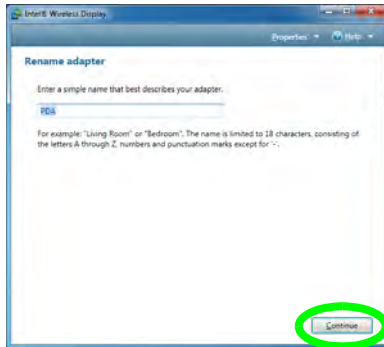 Intel® Wireless Display
Properties Help
Rename adapter
Enter a simple name that best describes your adapter.
PDA
For example: "Living Room" or "Bedroom". The name is limited to 18 characters, consisting of
the letters A through Z, numbers and punctuation marks except for '-'.
Continue